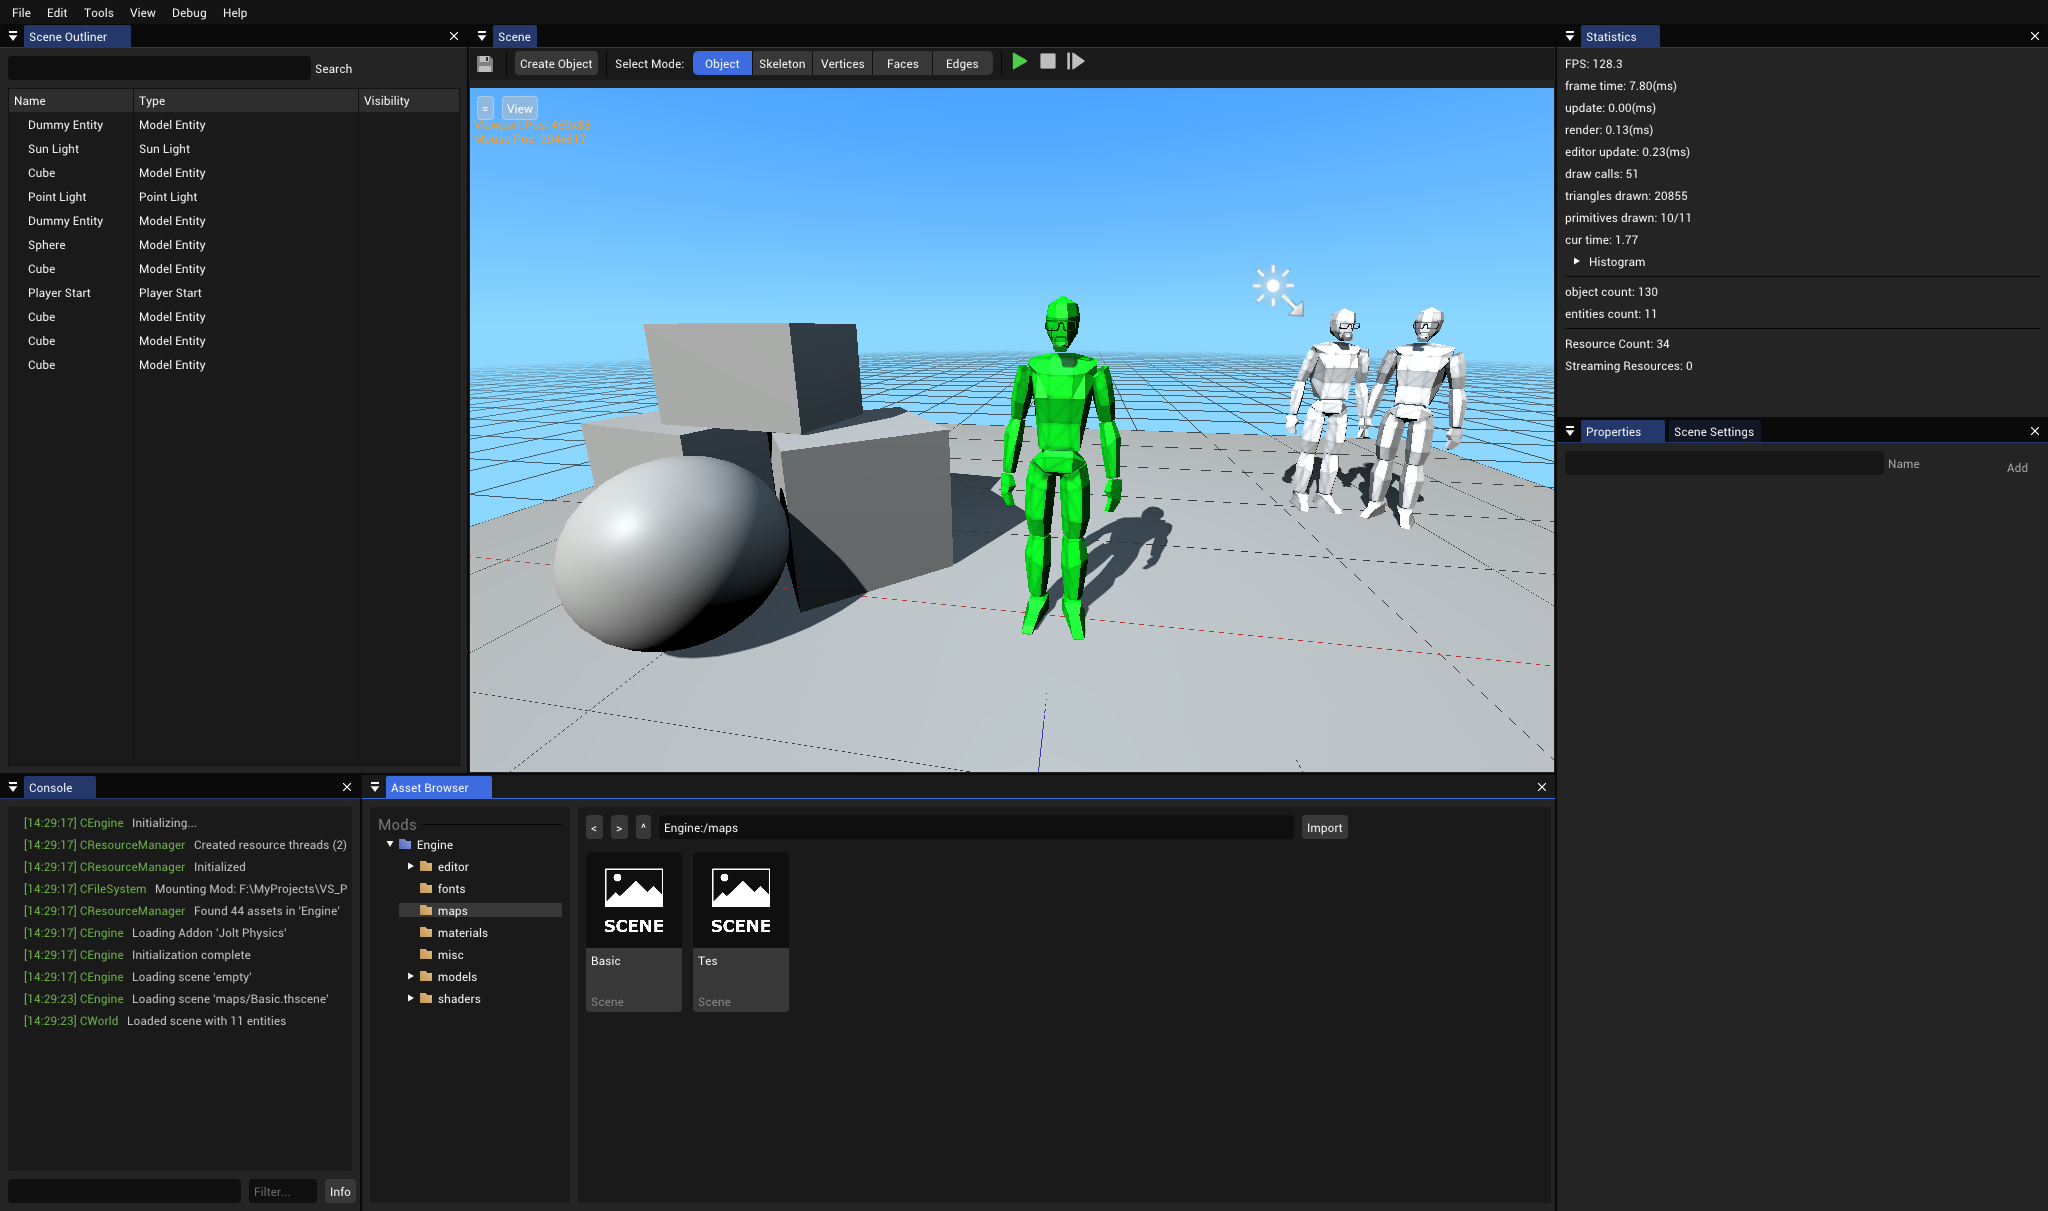 File Edit Tools View Debug Help
Scene Outliner
Search
Name Type Visibility
Dummy Entity Model Entity
Sun Light Sun Light
Cube Model Entity
Point Light Point Light
Dummy Entity Model Entity
Sphere Model Entity
Cube Model Entity
Player Start Player Start
Cube Model Entity
Cube Model Entity
Cube Model Entity
Scene
Create Object Select Mode: Object Skeleton Vertices Faces Edges
= View
Viewport Pos:
Mouse Pos:
Statistics
FPS: 128.3
frame time: 7.80(ms)
update: 0.00(ms)
render: 0.13(ms)
editor update: 0.23(ms)
draw calls: 51
triangles drawn: 20855
primitives drawn: 10/11
cur time: 1.77
Histogram
object count: 130
entities count: 11
Resource Count: 34
Streaming Resources: 0
Properties Scene Settings
Name Add
Console
[14:29:17] CEngine Initializing...
[14:29:17] CResourceManager Created resource threads (2)
[14:29:17] CResourceManager Initialized
[14:29:17] CFileSystem Mounting Mod: F:\MyProjects\VS_P
[14:29:17] CResourceManager Found 44 assets in 'Engine'
[14:29:17] CEngine Loading Addon 'Jolt Physics'
[14:29:17] CEngine Initialization complete
[14:29:17] CEngine Loading scene 'empty'
[14:29:23] CEngine Loading scene 'maps/Basic.thscene'
[14:29:23] CWorld Loaded scene with 11 entities
Filter... Info
Asset Browser
Mods
Engine
editor
fonts
maps
materials
misc
models
shaders
< > ^ Engine:/maps Import
SCENE
Basic
Scene
SCENE
Tes
Scene